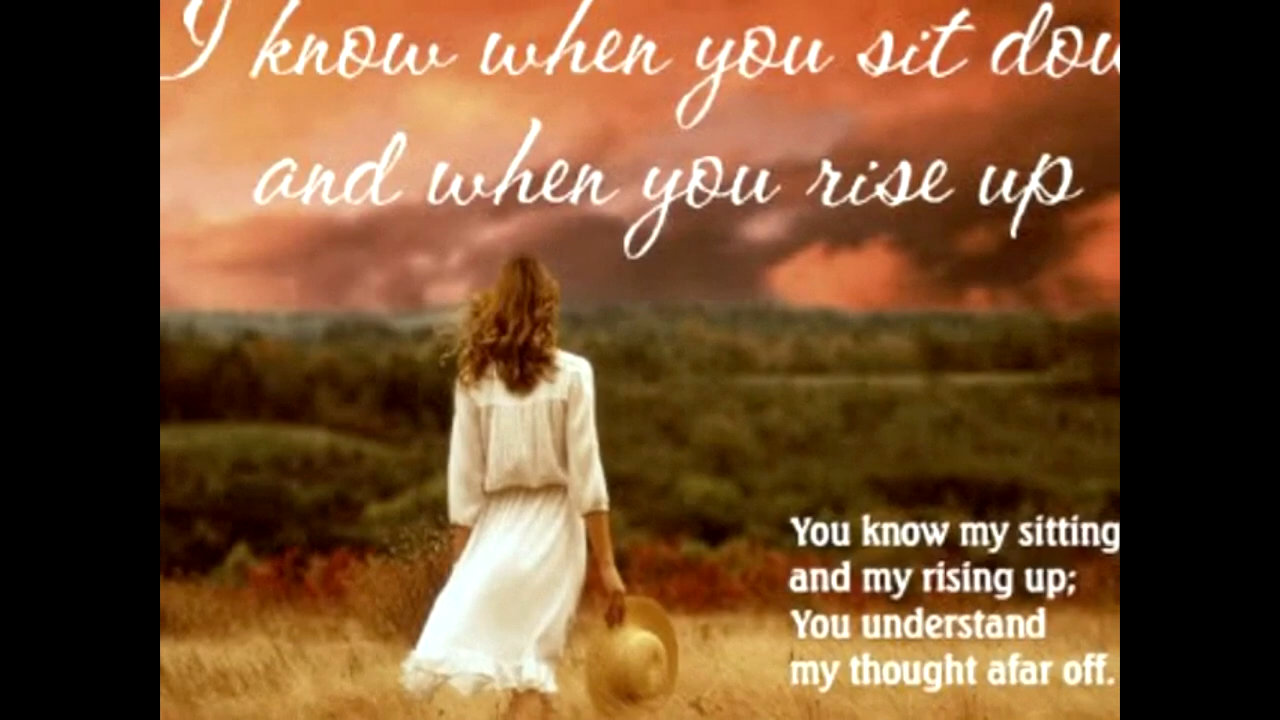 I know when you sit dow
and when you rise up
You know my sitting
and my rising up;
You understand
my thought afar off.